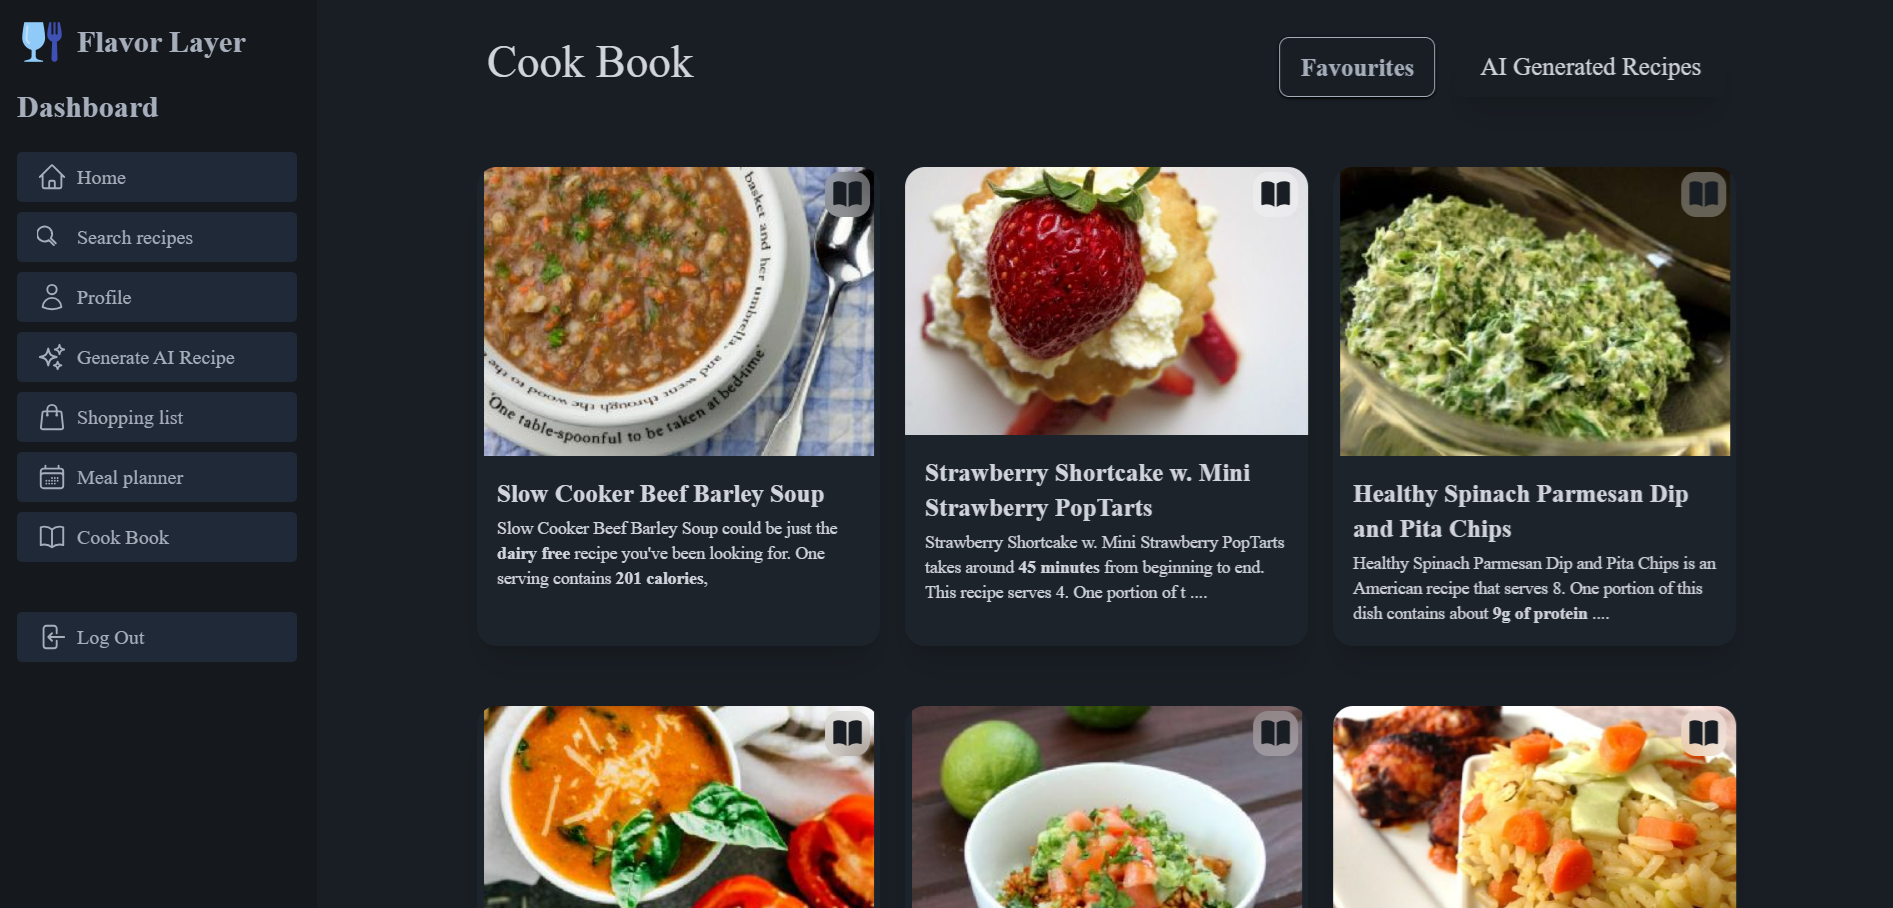 Flavor Layer
Dashboard
Home
Search recipes
Profile
Generate AI Recipe
Shopping list
Meal planner
Cook Book
Log Out
Cook Book
Favourites
AI Generated Recipes
basket and her umbrella, and went through the wood to the
"One table-spoonful to be taken at bed-time"
Slow Cooker Beef Barley Soup
Slow Cooker Beef Barley Soup could be just the
dairy free recipe you've been looking for. One
serving contains 201 calories,
Strawberry Shortcake w. Mini
Strawberry PopTarts
Strawberry Shortcake w. Mini Strawberry PopTarts
takes around 45 minutes from beginning to end.
This recipe serves 4. One portion of t ....
Healthy Spinach Parmesan Dip
and Pita Chips
Healthy Spinach Parmesan Dip and Pita Chips is an
American recipe that serves 8. One portion of this
dish contains about 9g of protein ....